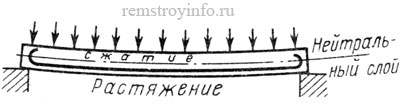 remstroyinfo.ru
сжатие
Нейтраль-
ный слой
Растяжение